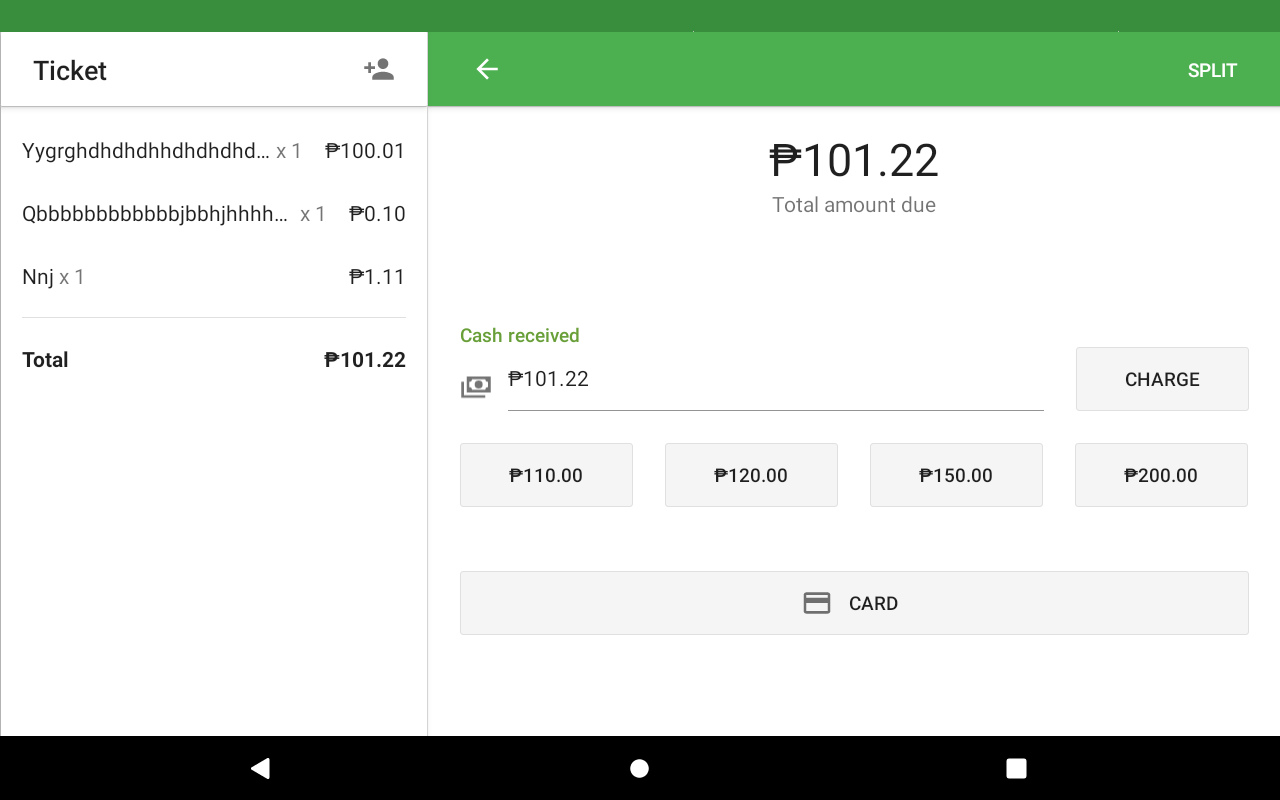 Ticket
SPLIT
Yygrghdhdhdhhdhdhdhd… x 1 ₱100.01
Qbbbbbbbbbbbbjbbhjhhhh… x 1 ₱0.10
Nnj x 1 ₱1.11
Total ₱101.22
₱101.22
Total amount due
Cash received
₱101.22
CHARGE
₱110.00
₱120.00
₱150.00
₱200.00
CARD